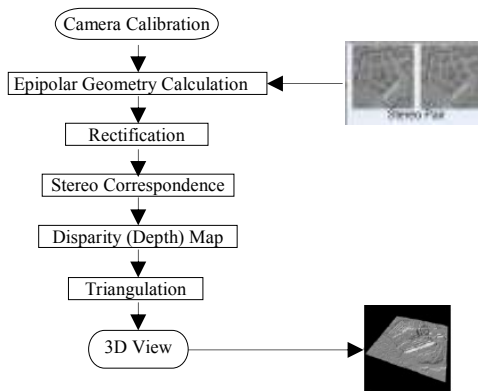 Camera Calibration
Epipolar Geometry Calculation
Stereo Pair
Rectification
Stereo Correspondence
Disparity (Depth) Map
Triangulation
3D View